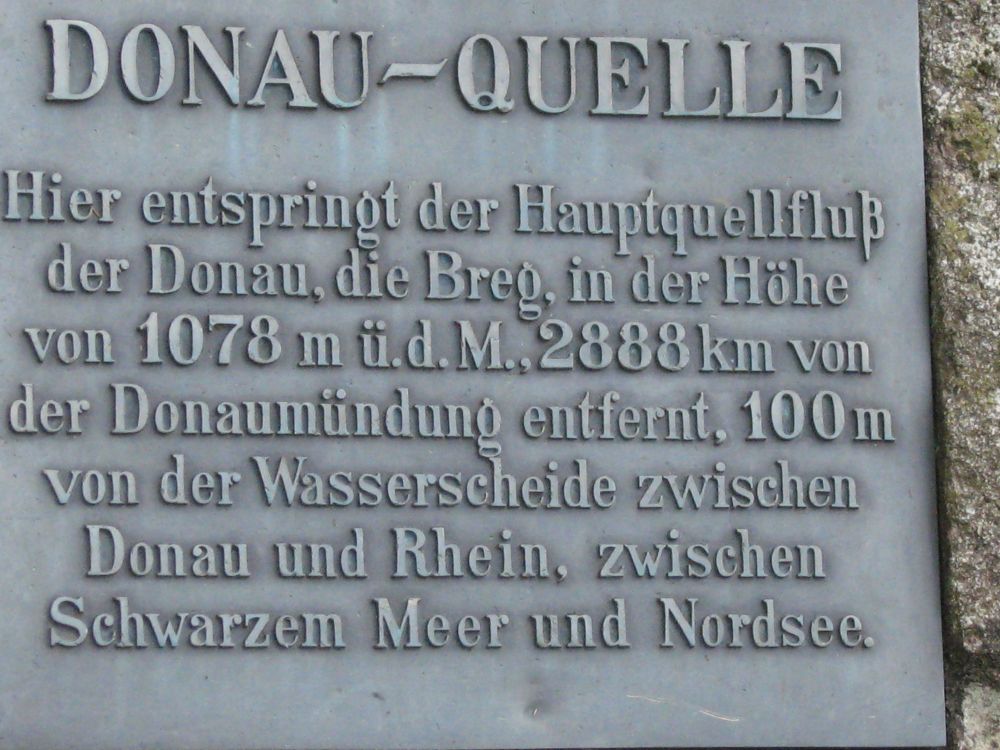 DONAU-QUELLE
Hier entspringt der Hauptquellfluß
der Donau, die Breg, in der Höhe
von 1078 m ü.d.M., 2888 km von
der Donaumündung entfernt, 100 m
von der Wasserscheide zwischen
Donau und Rhein, zwischen
Schwarzem Meer und Nordsee.